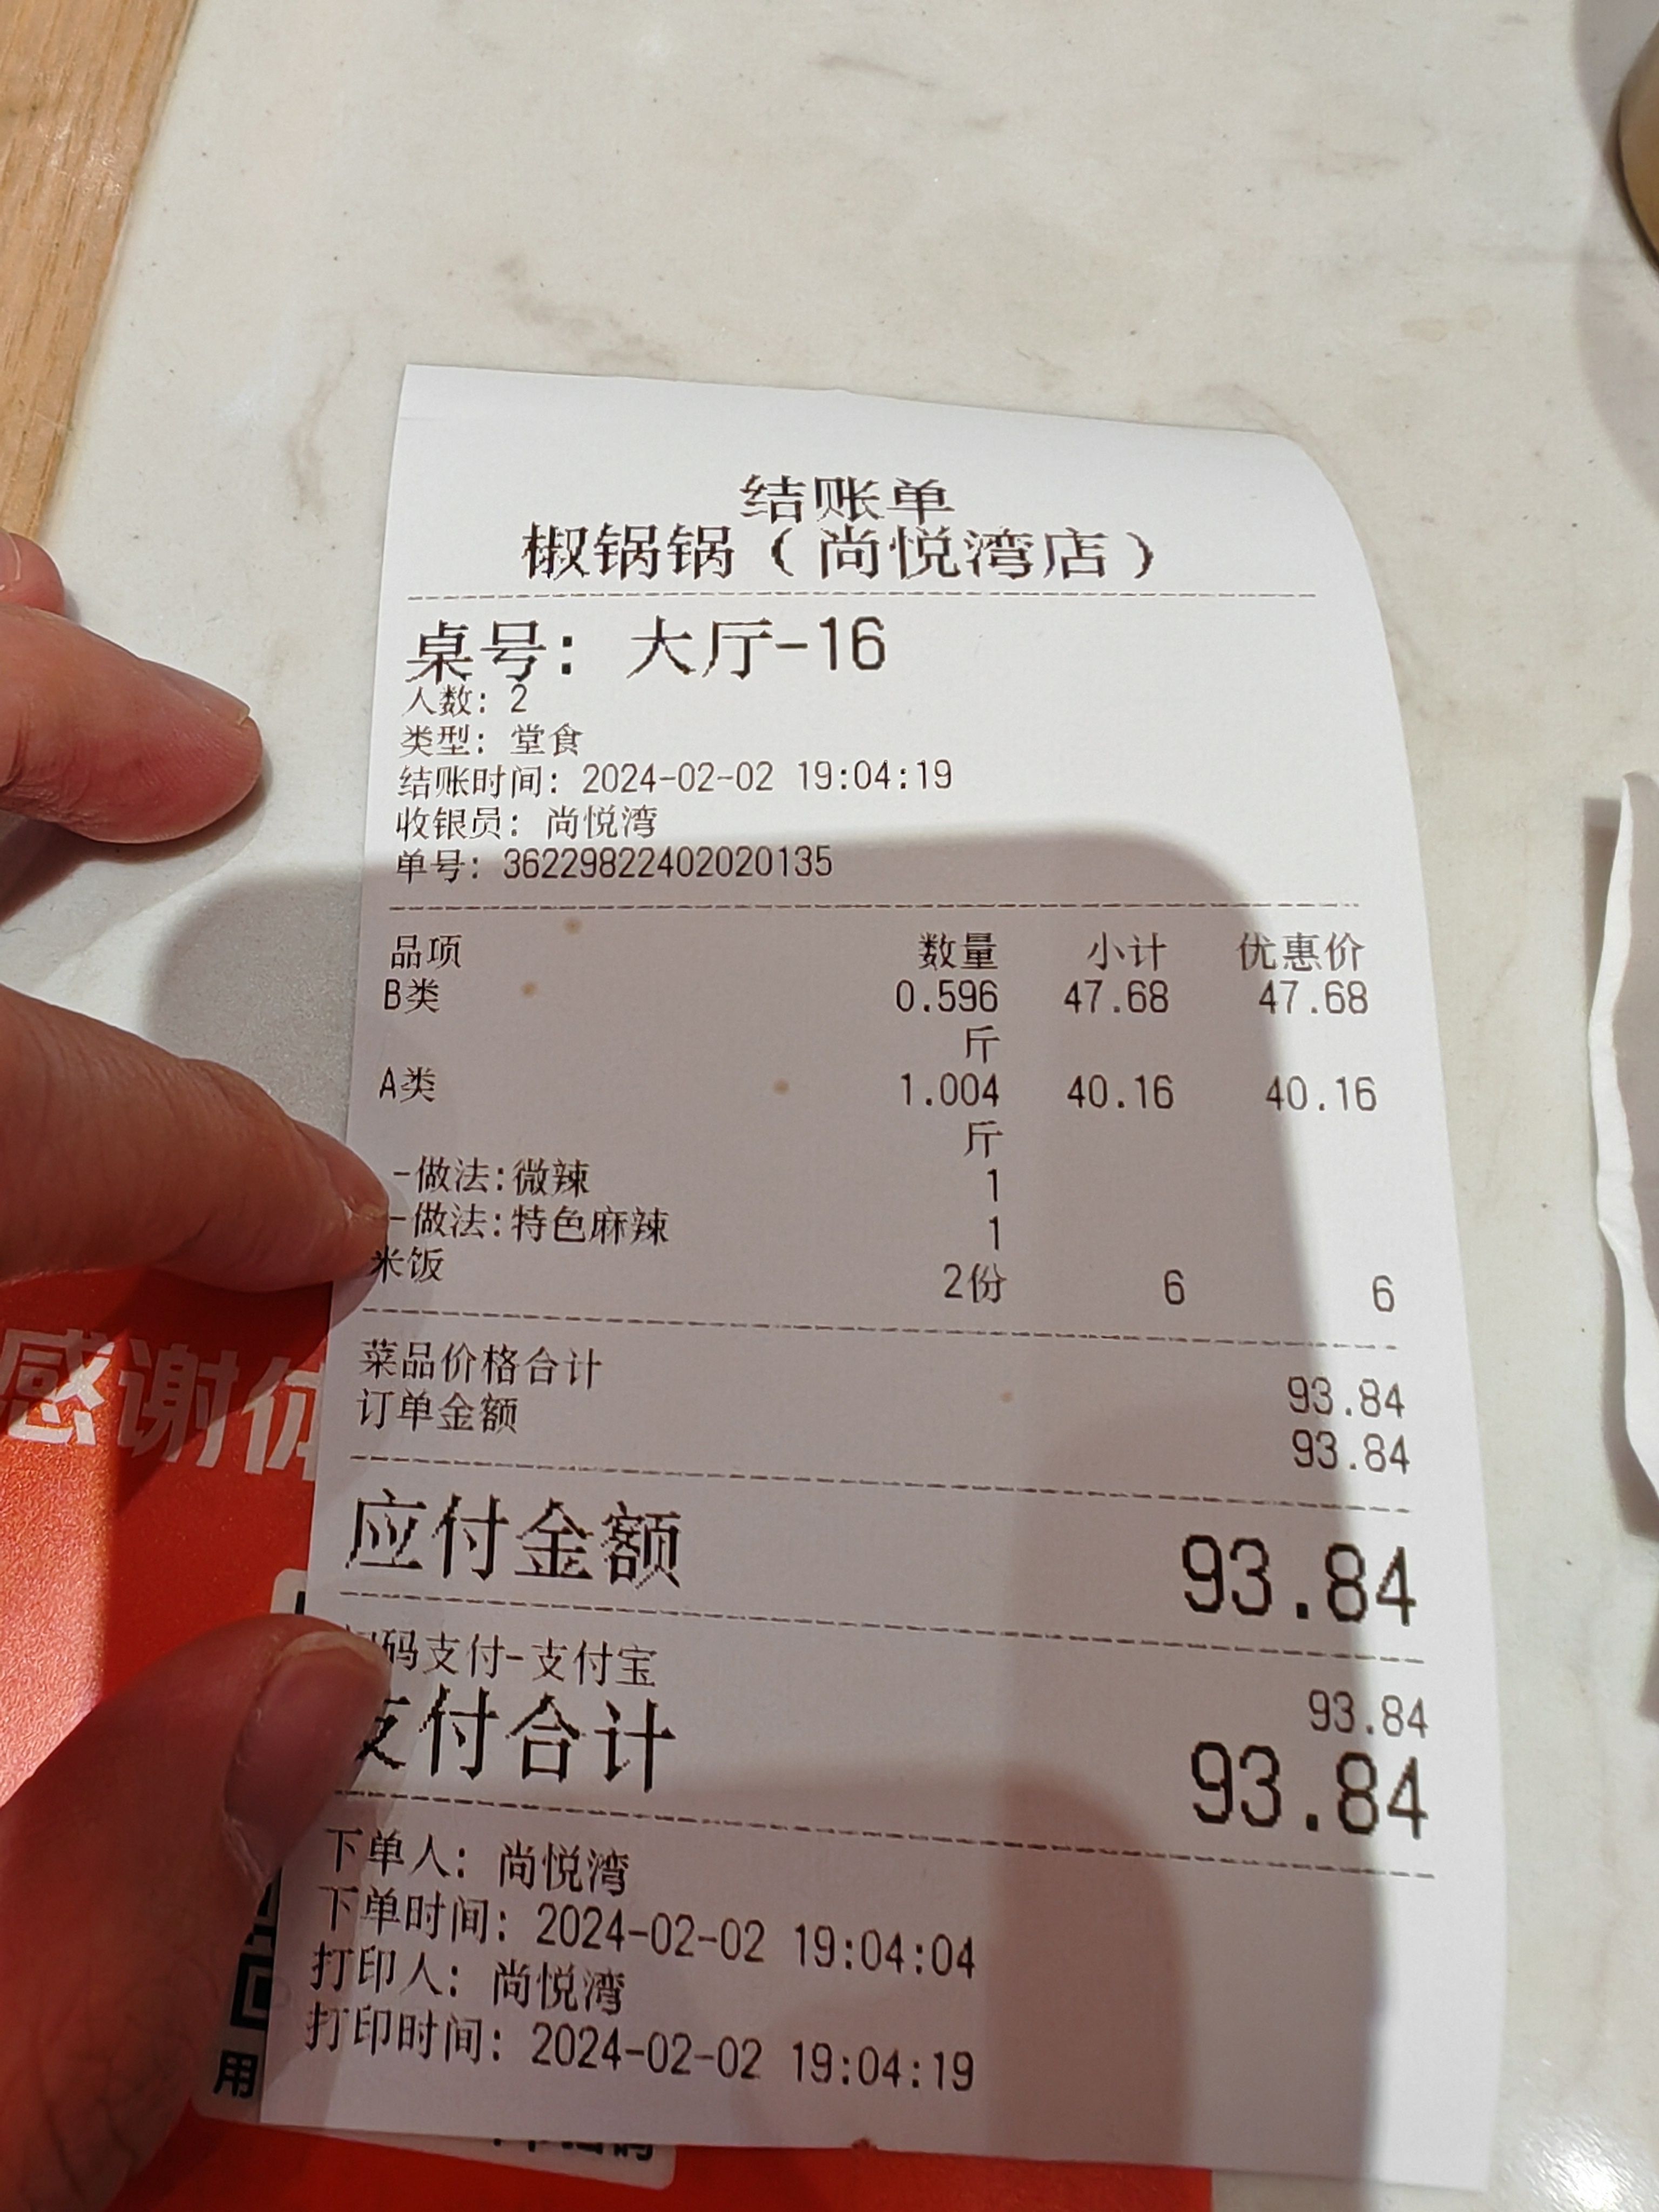 结账单
椒锅锅（尚悦湾店）
桌号: 大厅-16
人数: 2
类型: 堂食
结账时间: 2024-02-02 19:04:19
收银员: 尚悦湾
单号: 36229822402020135
品项 数量 小计 优惠价
B类 0.596 47.68 47.68
斤
A类 1.004 40.16 40.16
斤
-做法:微辣 1
-做法:特色麻辣 1
米饭 2份 6 6
菜品价格合计 93.84
订单金额 93.84
应付金额 93.84
码支付-支付宝 93.84
支付合计 93.84
下单人: 尚悦湾
下单时间: 2024-02-02 19:04:04
打印人: 尚悦湾
打印时间: 2024-02-02 19:04:19
感谢
用